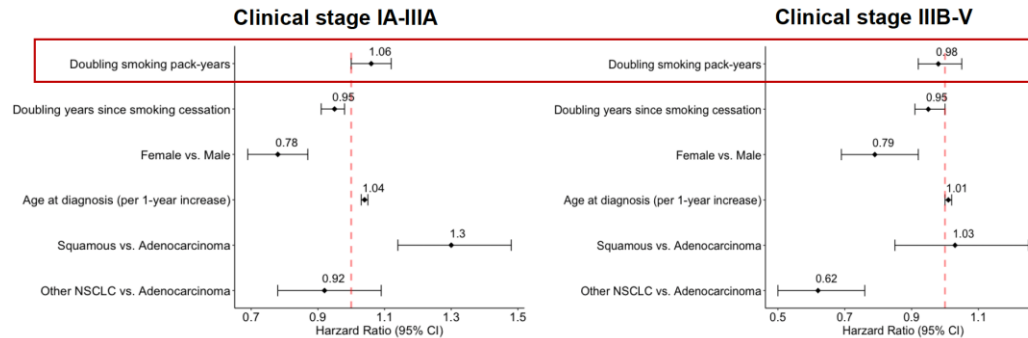 Clinical stage IA-IIIA
Doubling smoking pack-years
1.06
Doubling years since smoking cessation
0.95
Female vs. Male
0.78
Age at diagnosis (per 1-year increase)
1.04
Squamous vs. Adenocarcinoma
1.3
Other NSCLC vs. Adenocarcinoma
0.92
0.7 0.9 1.1 1.3 1.5
Harzard Ratio (95% CI)
Clinical stage IIIB-V
Doubling smoking pack-years
0.98
Doubling years since smoking cessation
0.95
Female vs. Male
0.79
Age at diagnosis (per 1-year increase)
1.01
Squamous vs. Adenocarcinoma
1.03
Other NSCLC vs. Adenocarcinoma
0.62
0.5 0.7 0.9 1.1
Harzard Ratio (95% CI)